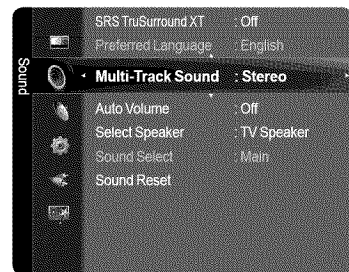 SRS TruSurround XT : Off
Preferred Language : English
Sound
Multi-Track Sound : Stereo
Auto Volume : Off
Select Speaker : TV Speaker
Sound Select : Main
Sound Reset